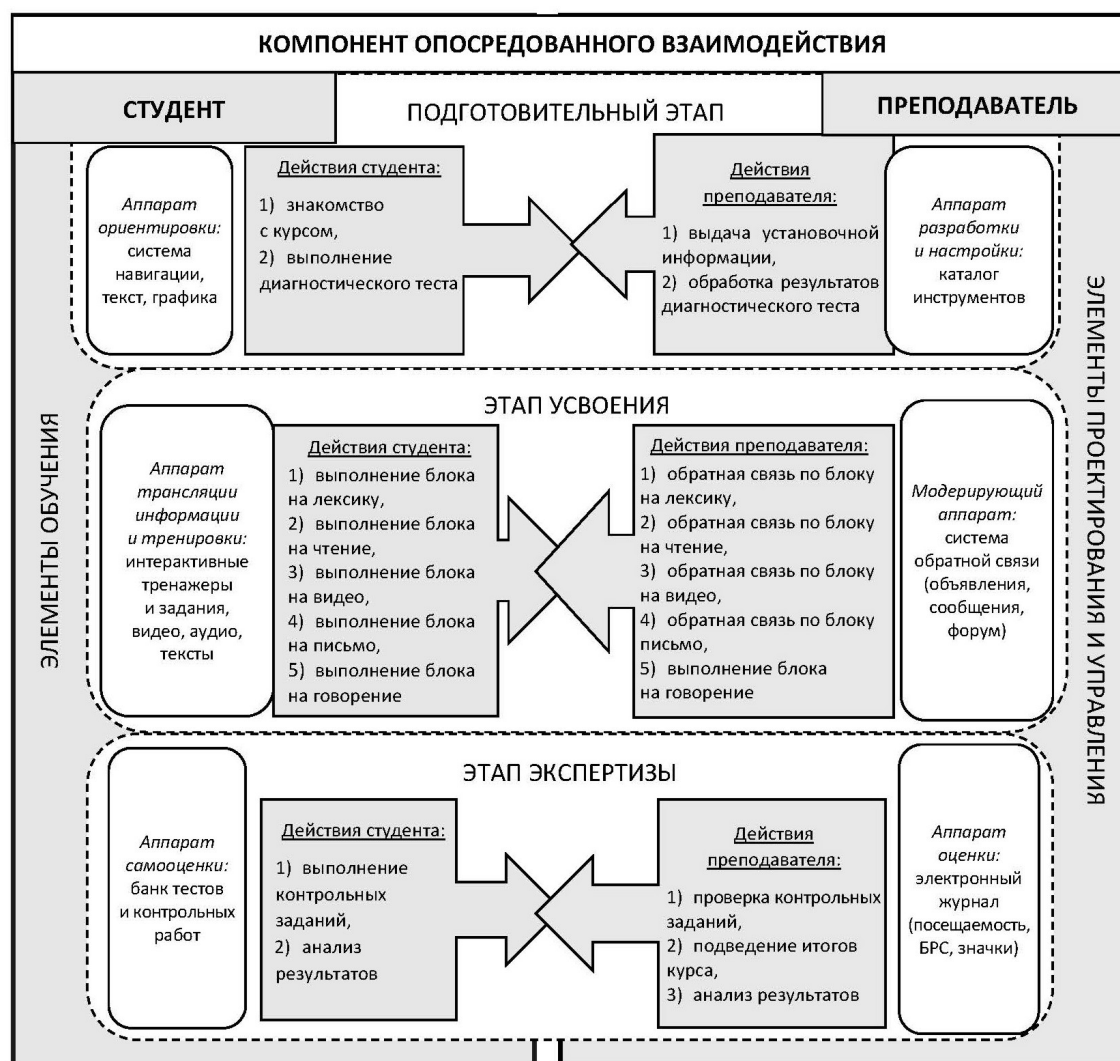 КОМПОНЕНТ ОПОСРЕДОВАННОГО ВЗАИМОДЕЙСТВИЯ
СТУДЕНТ
ПРЕПОДАВАТЕЛЬ
ЭЛЕМЕНТЫ ОБУЧЕНИЯ
ПОДГОТОВИТЕЛЬНЫЙ ЭТАП
Аппарат
ориентировки:
система
навигации,
текст, графика
Действия студента:
1) знакомство
с курсом,
2) выполнение
диагностического теста
Действия
преподавателя:
1) выдача установочной
информации,
2) обработка результатов
диагностического теста
Аппарат
разработки
и настройки:
каталог
инструментов
ЭТАП УСВОЕНИЯ
Аппарат
трансляции
информации
и тренировки:
интерактивные
тренажеры
и задания,
видео, аудио,
тексты
Действия студента:
1) выполнение блока
на лексику,
2) выполнение блока
на чтение,
3) выполнение блока
на видео,
4) выполнение блока
на письмо,
5) выполнение блока
на говорение
Действия преподавателя:
1) обратная связь по блоку
на лексику,
2) обратная связь по блоку
на чтение,
3) обратная связь по блоку
на видео,
4) обратная связь по блоку
письмо,
5) выполнение блока
на говорение
Модерирующий
аппарат:
система
обратной связи
(объявления,
сообщения,
форум)
ЭТАП ЭКСПЕРТИЗЫ
Аппарат
самооценки:
банк тестов
и контрольных
работ
Действия студента:
1) выполнение
контрольных
заданий,
2) анализ
результатов
Действия
преподавателя:
1) проверка контрольных
заданий,
2) подведение итогов
курса,
3) анализ результатов
Аппарат
оценки:
электронный
журнал
(посещаемость,
БРС, значки)
ЭЛЕМЕНТЫ ПРОЕКТИРОВАНИЯ И УПРАВЛЕНИЯ